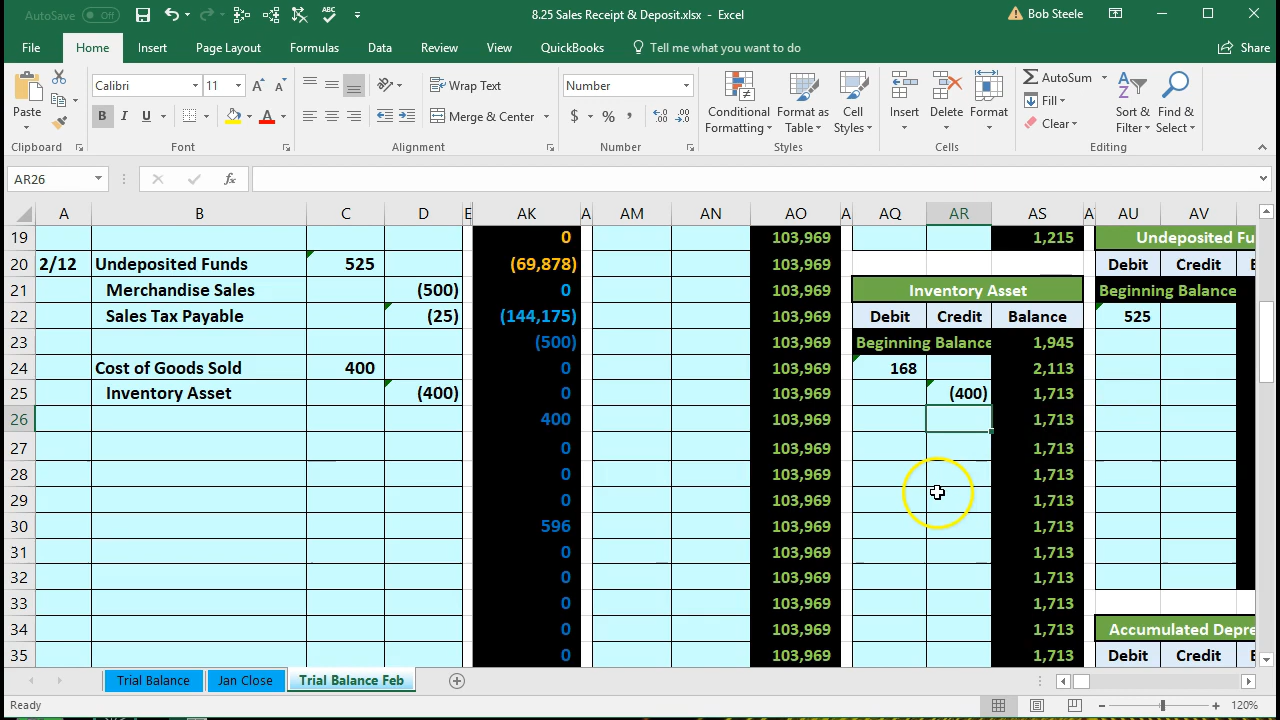 AutoSave Off 8.25 Sales Receipt & Deposit.xlsx - Excel Bob Steele
File Home Insert Page Layout Formulas Data Review View QuickBooks Tell me what you want to do Share
Paste Calibri 11 Wrap Text Number Conditional Formatting Format as Table Cell Styles Insert Delete Format AutoSum Sort & Filter Find & Select
B I U A Merge & Center $ % , Fill
Clear
Clipboard Font Alignment Number Styles Cells Editing
AR26 fx
A B C D E AK A AM AN AO A AQ AR AS AU AV
19 0 103,969 1,215 Undeposited Fu
20 2/12 Undeposited Funds 525 (69,878) 103,969 Debit Credit
21 Merchandise Sales (500) 0 103,969 Inventory Asset Beginning Balance
22 Sales Tax Payable (25) (144,175) 103,969 Debit Credit Balance 525
23 (500) 103,969 Beginning Balance 1,945
24 Cost of Goods Sold 400 0 103,969 168 2,113
25 Inventory Asset (400) 0 103,969 (400) 1,713
26 400 103,969 1,713
27 0 103,969 1,713
28 0 103,969 1,713
29 0 103,969 1,713
30 596 103,969 1,713
31 0 103,969 1,713
32 0 103,969 1,713
33 0 103,969 1,713
34 0 103,969 1,713 Accumulated Depre
35 0 103,969 1,713 Debit Credit
Trial Balance Jan Close Trial Balance Feb
Ready 120%